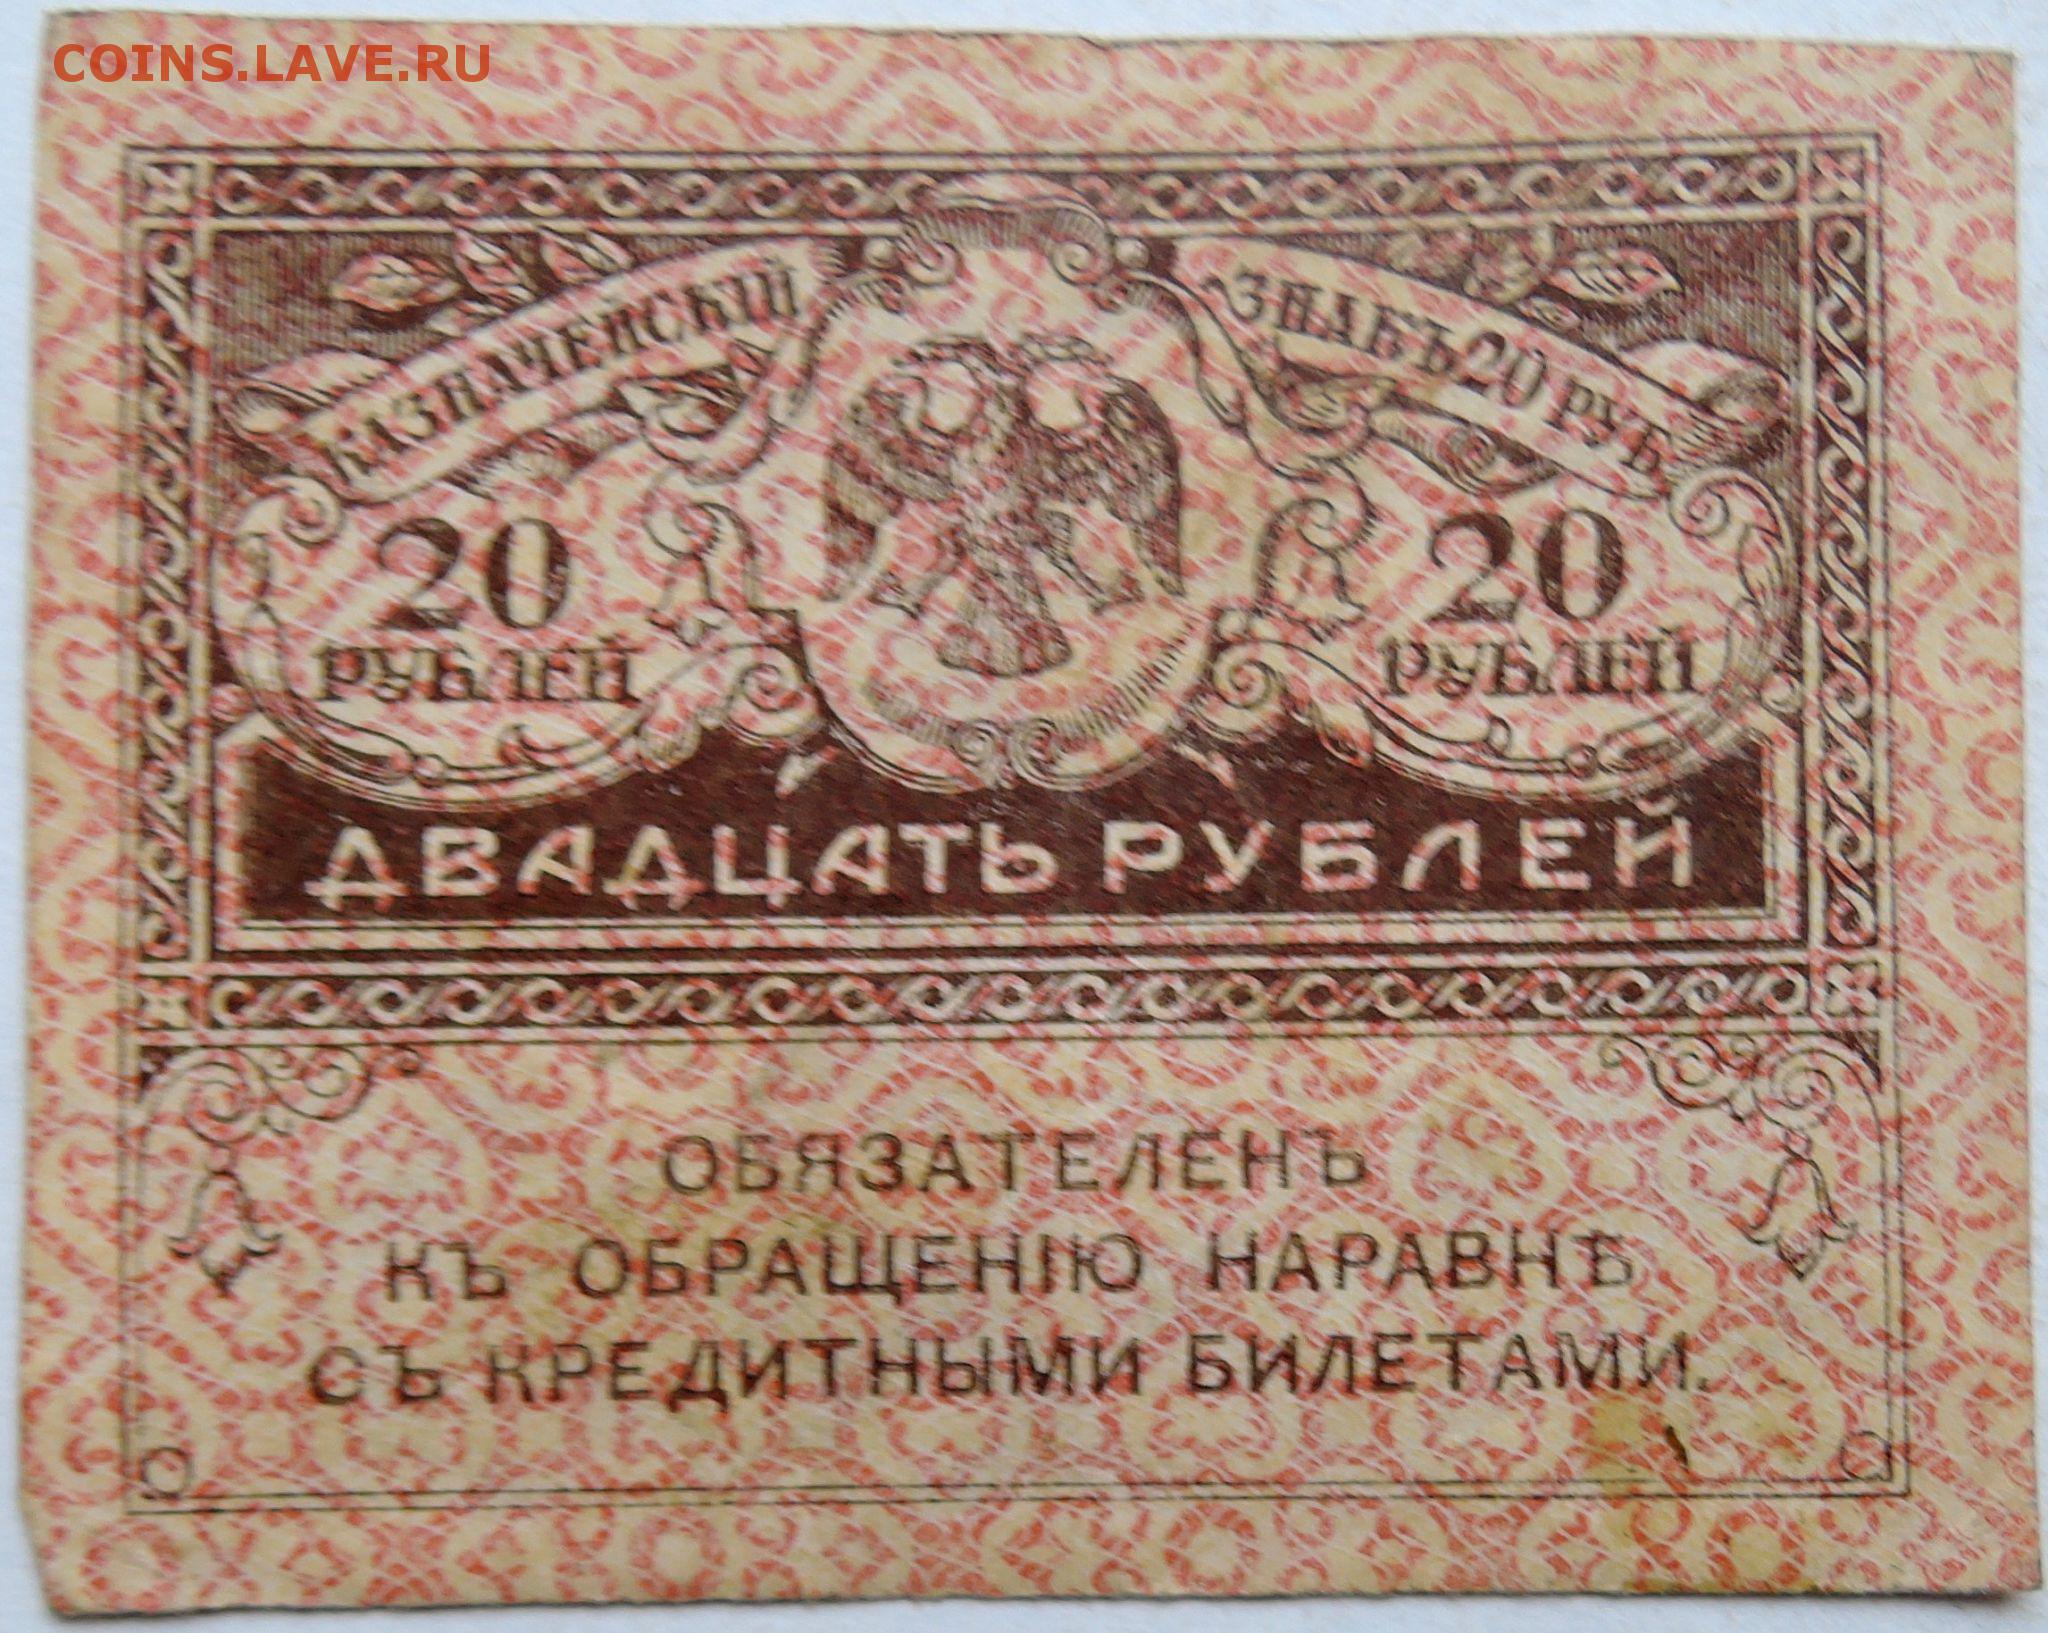 COINS.LAVE.RU
КАЗНАЧЕЙСКІЙ
ЗНАКЪ 20 РУБ.
20
РУБЛЕЙ
20
РУБЛЕЙ
ДВАДЦАТЬ РУБЛЕЙ
ОБЯЗАТЕЛЕНЪ
КЪ ОБРАЩЕНІЮ НАРАВНѢ
СЪ КРЕДИТНЫМИ БИЛЕТАМИ.